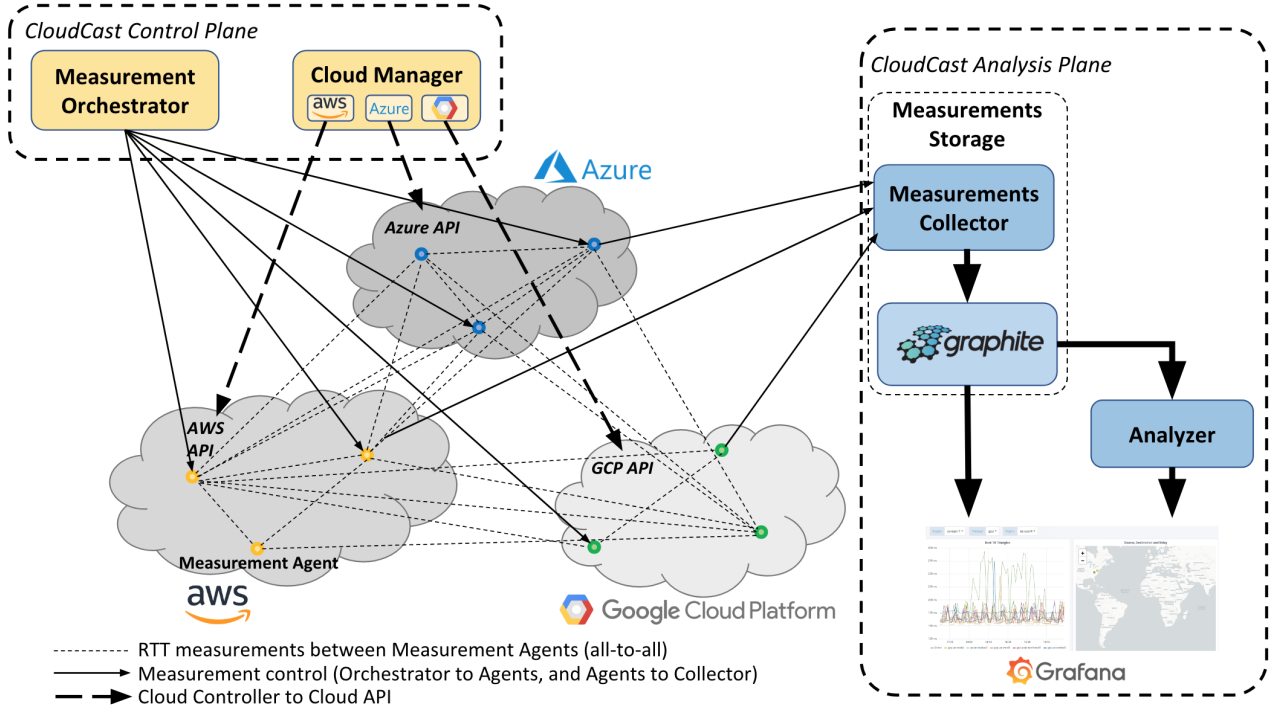 CloudCast Control Plane
Measurement
Orchestrator
Cloud Manager
aws
Azure
Azure
Azure API
AWS
API
Measurement Agent
aws
GCP API
Google Cloud Platform
CloudCast Analysis Plane
Measurements
Storage
Measurements
Collector
graphite
Analyzer
Grafana
RTT measurements between Measurement Agents (all-to-all)
Measurement control (Orchestrator to Agents, and Agents to Collector)
Cloud Controller to Cloud API